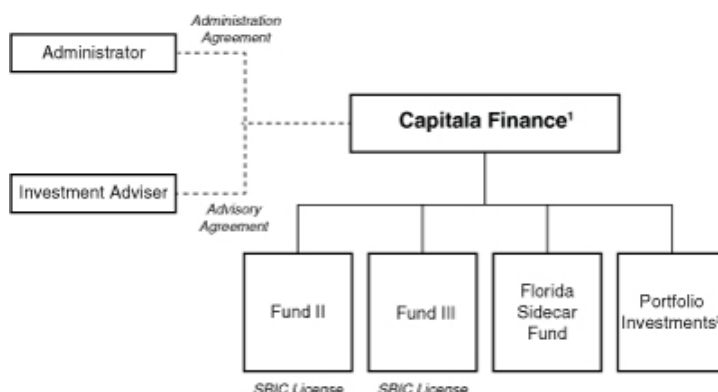 Administration
Agreement
Administrator
Capitala Finance¹
Investment Adviser
Advisory
Agreement
Fund II
Fund III
Florida
Sidecar
Fund
Portfolio
Investments²
SBIC License
SBIC License